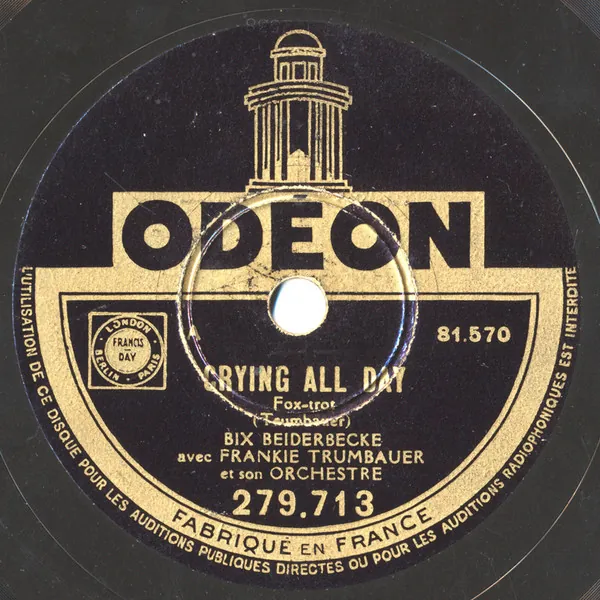 ODEON
LONDON
FRANCIS
DAY
BERLIN - PARIS
81.570
CRYING ALL DAY
Fox-trot
(Traumbauer)
BIX BEIDERBECKE
avec FRANKIE TRUMBAUER
et son ORCHESTRE
279.713
FABRIQUÉ EN FRANCE
L'UTILISATION DE CE DISQUE POUR LES AUDITIONS PUBLIQUES DIRECTES OU POUR LES AUDITIONS RADIOPHONIQUES EST INTERDITE